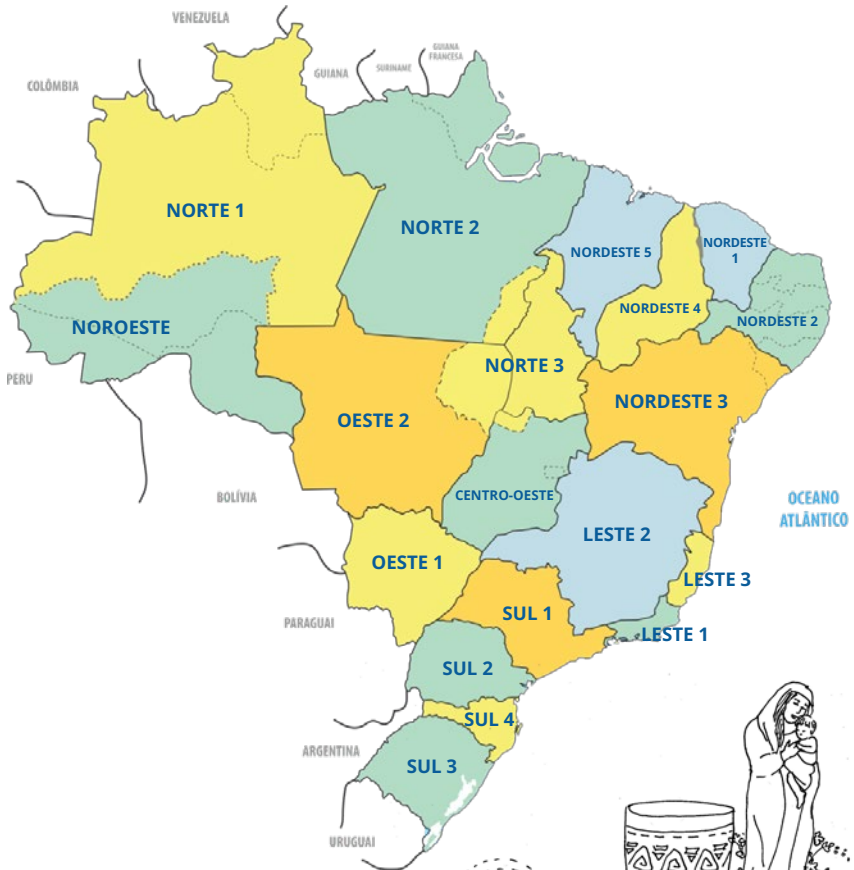 VENEZUELA
GUIANA
FRANCESA
SURINAME
GUIANA
COLÔMBIA
NORTE 1
NORTE 2
NORDESTE 5
NORDESTE
1
NORDESTE 4
NORDESTE 2
NOROESTE
PERU
NORTE 3
NORDESTE 3
OESTE 2
CENTRO-OESTE
BOLÍVIA
OCEANO
ATLÂNTICO
LESTE 2
OESTE 1
LESTE 3
PARAGUAI
SUL 1
LESTE 1
SUL 2
SUL 4
ARGENTINA
SUL 3
URUGUAI